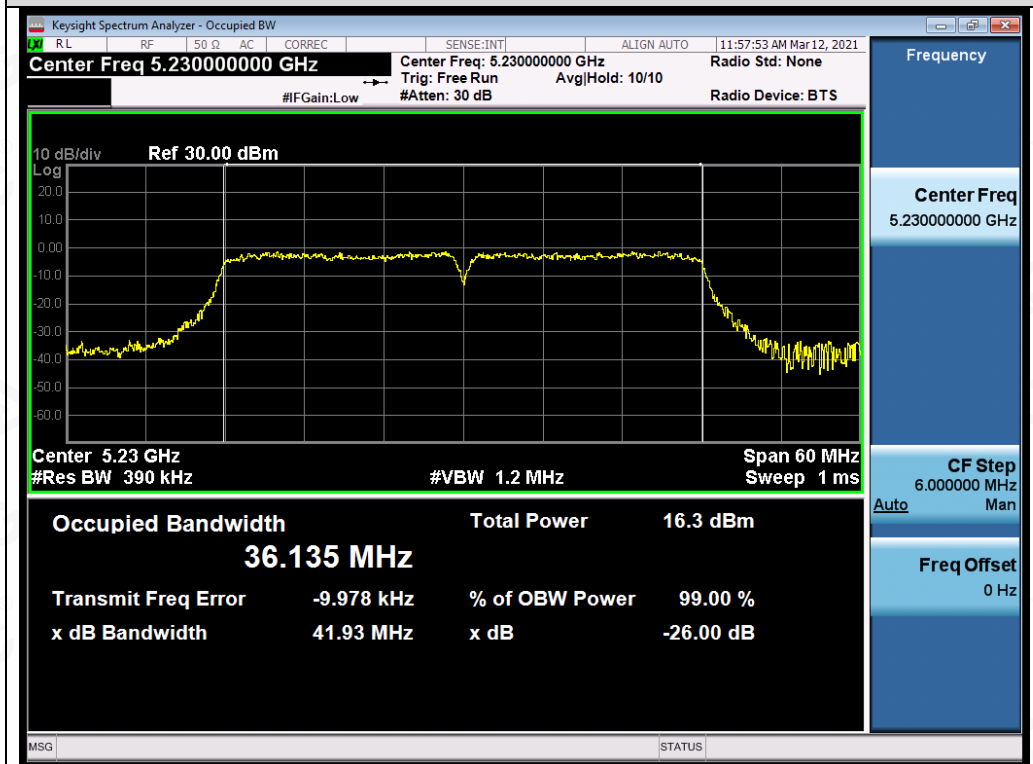 Keysight Spectrum Analyzer - Occupied BW
LXI RL RF 50 Ω AC CORREC SENSE:INT ALIGN AUTO 11:57:53 AM Mar 12, 2021
Center Freq 5.230000000 GHz
Center Freq: 5.230000000 GHz Radio Std: None
Trig: Free Run Avg|Hold: 10/10
#IFGain:Low #Atten: 30 dB Radio Device: BTS
10 dB/div Ref 30.00 dBm
Log
20.0
10.0
0.00
-10.0
-20.0
-30.0
-40.0
-50.0
-60.0
Center 5.23 GHz Span 60 MHz
#Res BW 390 kHz #VBW 1.2 MHz Sweep 1 ms
Occupied Bandwidth Total Power 16.3 dBm
36.135 MHz
Transmit Freq Error -9.978 kHz % of OBW Power 99.00 %
x dB Bandwidth 41.93 MHz x dB -26.00 dB
Frequency
Center Freq
5.230000000 GHz
CF Step
6.000000 MHz
Auto Man
Freq Offset
0 Hz
MSG STATUS